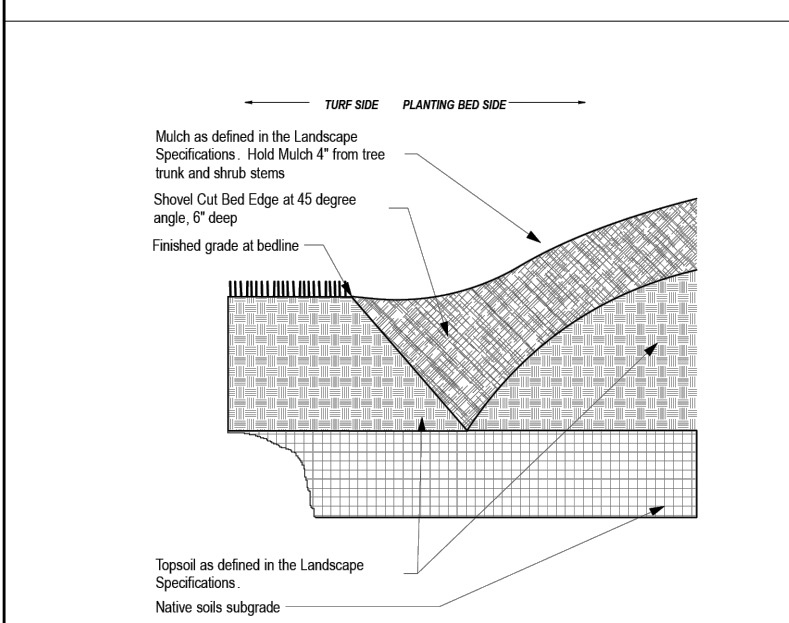 TURF SIDE PLANTING BED SIDE
Mulch as defined in the Landscape
Specifications. Hold Mulch 4" from tree
trunk and shrub stems
Shovel Cut Bed Edge at 45 degree
angle, 6" deep
Finished grade at bedline
Topsoil as defined in the Landscape
Specifications.
Native soils subgrade